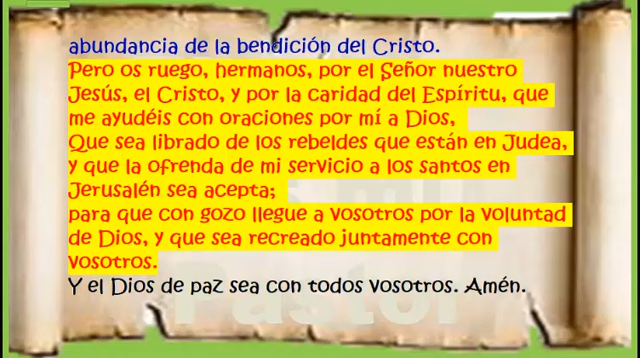 abundancia de la bendición del Cristo.
Pero os ruego, hermanos, por el Señor nuestro
Jesús, el Cristo, y por la caridad del Espíritu, que
me ayudéis con oraciones por mí a Dios,
Que sea librado de los rebeldes que están en Judea,
y que la ofrenda de mi servicio a los santos en
Jerusalén sea acepta;
para que con gozo llegue a vosotros por la voluntad
de Dios, y que sea recreado juntamente con
vosotros.
Y el Dios de paz sea con todos vosotros. Amén.
Pastor